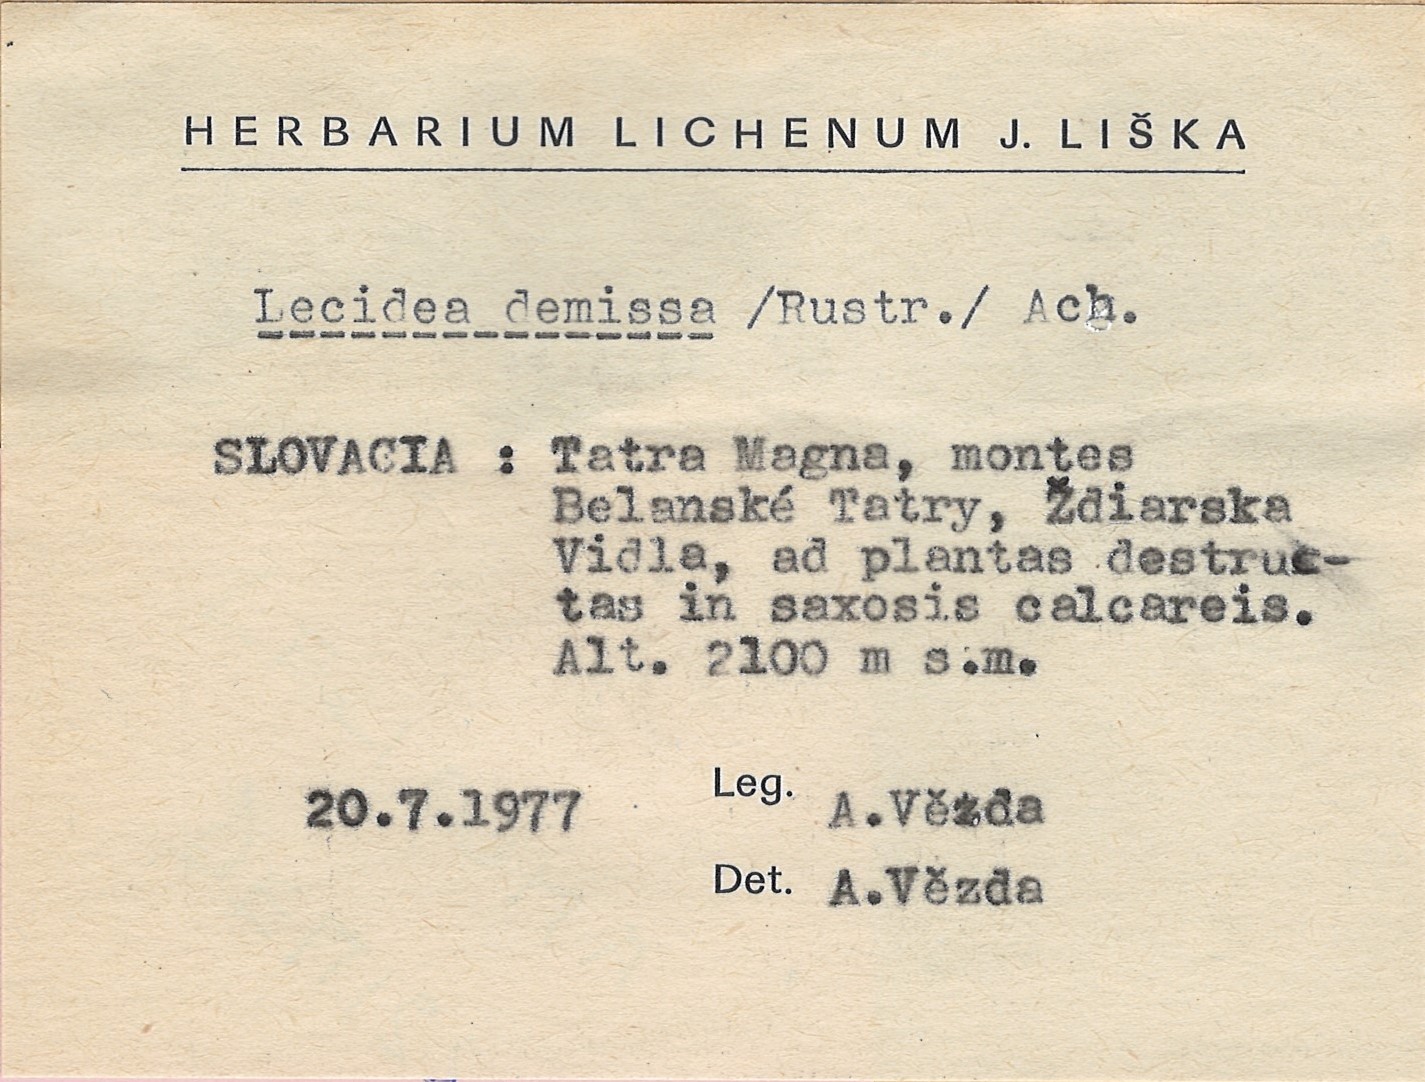 HERBARIUM LICHENUM J. LIŠKA
Lecidea demissa /Rustr./ Ach.
SLOVACIA : Tatra Magna, montes
Belanské Tatry, Ždiarska
Vidla, ad plantas destruc-
tas in saxosis calcareis.
Alt. 2100 m s.m.
20.7.1977 Leg. A.Vězda
Det. A.Vězda